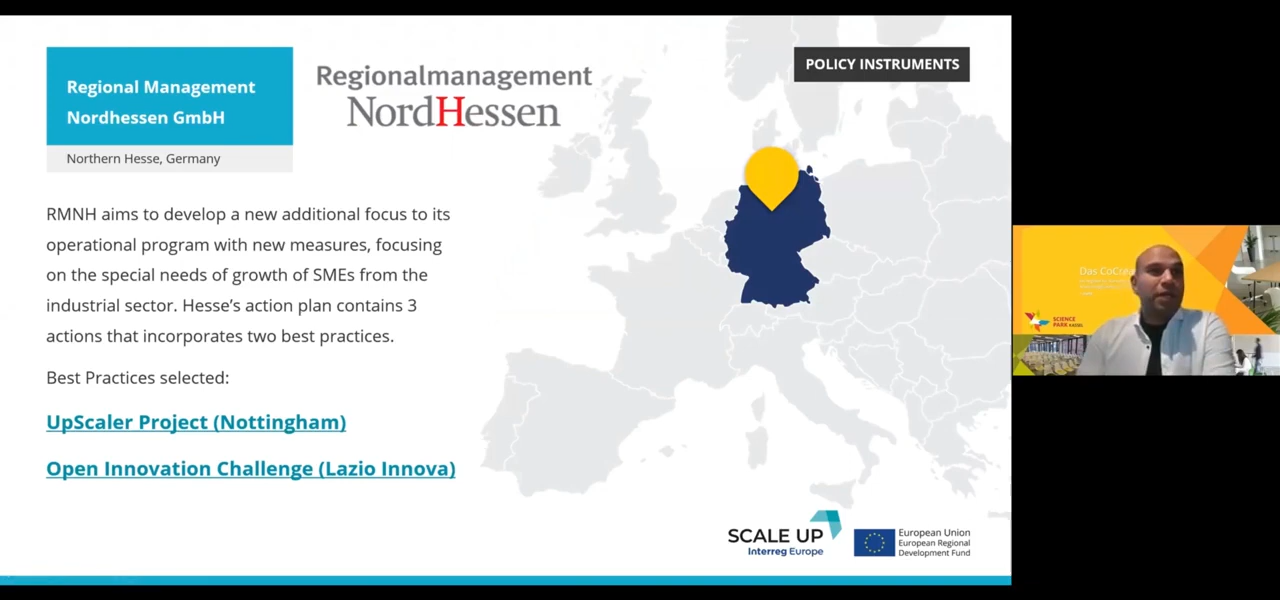 Regional Management
Nordhessen GmbH
Northern Hesse, Germany
Regionalmanagement
NordHessen
POLICY INSTRUMENTS
RMNH aims to develop a new additional focus to its
operational program with new measures, focusing
on the special needs of growth of SMEs from the
industrial sector. Hesse’s action plan contains 3
actions that incorporates two best practices.
Best Practices selected:
UpScaler Project (Nottingham)
Open Innovation Challenge (Lazio Innova)
SCALE UP
Interreg Europe
European Union
European Regional
Development Fund
Das CoCrea
SCIENCE
PARK KASSEL